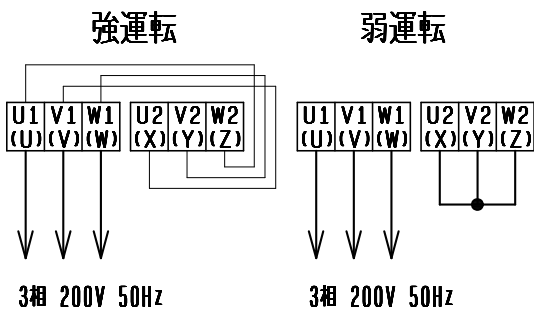 強運転 弱運転
U1 V1 W1 U2 V2 W2 U1 V1 W1 U2 V2 W2
(U) (V) (W) (X) (Y) (Z) (U) (V) (W) (X) (Y) (Z)
3相 200V 50Hz 3相 200V 50Hz